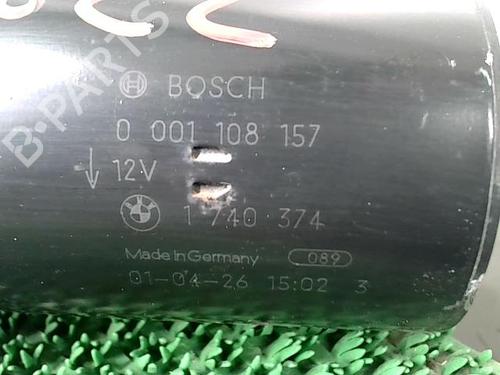 B-PARTS
BOSCH
0 001 108 157
12V
1 740 374
Made in Germany 089
01-04-26 15:02 3